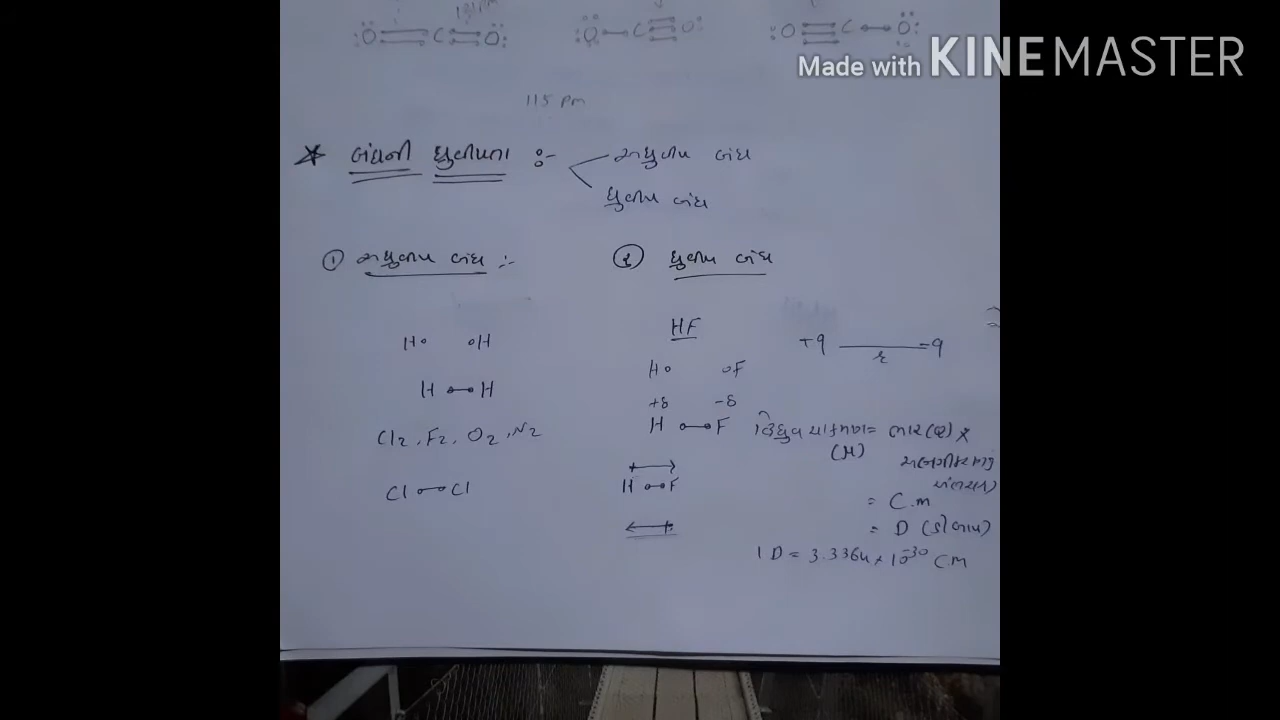 :Ö=C=Ö:
:Ö-C≡O:
:O≡C-Ö:
Made with KINEMASTER
115 pm
* બંધની ધ્રુવીયતા :-
અધ્રુવીય બંધ
ધ્રુવીય બંધ
① અધ્રુવીય બંધ :-
② ધ્રુવીય બંધ
H• •H
H •-• H
Cl2, F2, O2, N2
Cl •-• Cl
HF
H• •F
+δ -δ
H •-• F
H •-• F
+q -q
r
(μ)
= C.m
= D
1 D = 3.3364 × 10⁻³⁰ C.m